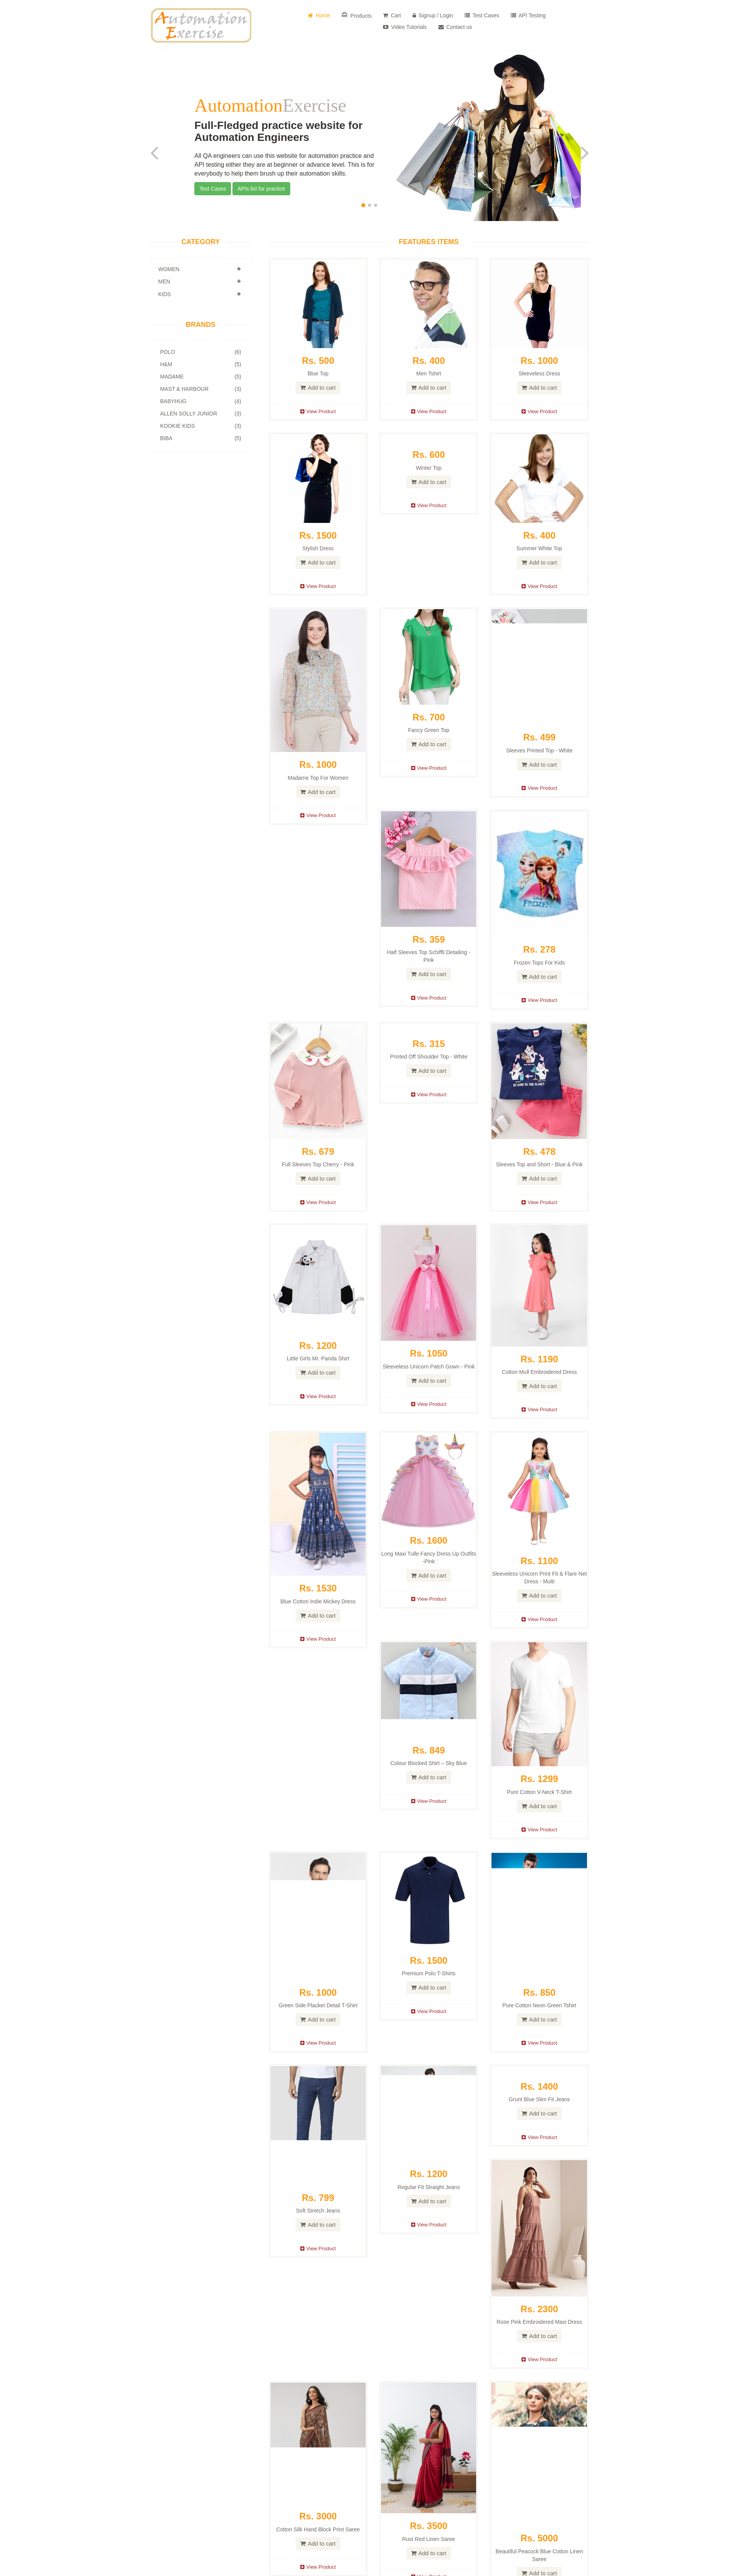 Automation
Exercise
Home
Products
Cart
Signup / Login
Test Cases
API Testing
Video Tutorials
Contact us
AutomationExercise
Full-Fledged practice website for
Automation Engineers
All QA engineers can use this website for automation practice and
API testing either they are at beginner or advance level. This is for
everybody to help them brush up their automation skills.
Test Cases
APIs list for practice
CATEGORY
WOMEN
MEN
KIDS
BRANDS
POLO (6)
H&M (5)
MADAME (5)
MAST & HARBOUR (3)
BABYHUG (4)
ALLEN SOLLY JUNIOR (3)
KOOKIE KIDS (3)
BIBA (5)
FEATURES ITEMS
Rs. 500
Blue Top
Add to cart
View Product
Rs. 400
Men Tshirt
Add to cart
View Product
Rs. 1000
Sleeveless Dress
Add to cart
View Product
Rs. 1500
Stylish Dress
Add to cart
View Product
Rs. 600
Winter Top
Add to cart
View Product
Rs. 400
Summer White Top
Add to cart
View Product
Rs. 1000
Madame Top For Women
Add to cart
View Product
Rs. 700
Fancy Green Top
Add to cart
View Product
Rs. 499
Sleeves Printed Top - White
Add to cart
View Product
Rs. 359
Half Sleeves Top Schiffli Detailing -
Pink
Add to cart
View Product
FROZEN
Rs. 278
Frozen Tops For Kids
Add to cart
View Product
Rs. 679
Full Sleeves Top Cherry - Pink
Add to cart
View Product
Rs. 315
Printed Off Shoulder Top - White
Add to cart
View Product
Rs. 478
Sleeves Top and Short - Blue & Pink
Add to cart
View Product
Rs. 1200
Little Girls Mr. Panda Shirt
Add to cart
View Product
Rs. 1050
Sleeveless Unicorn Patch Gown - Pink
Add to cart
View Product
Rs. 1190
Cotton Mull Embroidered Dress
Add to cart
View Product
Rs. 1530
Blue Cotton Indie Mickey Dress
Add to cart
View Product
Rs. 1600
Long Maxi Tulle Fancy Dress Up Outfits
-Pink
Add to cart
View Product
Rs. 1100
Sleeveless Unicorn Print Fit & Flare Net
Dress - Multi
Add to cart
View Product
Rs. 849
Colour Blocked Shirt – Sky Blue
Add to cart
View Product
Rs. 1299
Pure Cotton V-Neck T-Shirt
Add to cart
View Product
Rs. 1000
Green Side Placket Detail T-Shirt
Add to cart
View Product
Rs. 1500
Premium Polo T-Shirts
Add to cart
View Product
Rs. 850
Pure Cotton Neon Green Tshirt
Add to cart
View Product
Rs. 799
Soft Stretch Jeans
Add to cart
View Product
Rs. 1200
Regular Fit Straight Jeans
Add to cart
View Product
Rs. 1400
Grunt Blue Slim Fit Jeans
Add to cart
View Product
Rs. 2300
Rose Pink Embroidered Maxi Dress
Add to cart
View Product
Rs. 3000
Cotton Silk Hand Block Print Saree
Add to cart
View Product
Rs. 3500
Rust Red Linen Saree
Add to cart
Rs. 5000
Beautiful Peacock Blue Cotton Linen
Saree
Add to cart